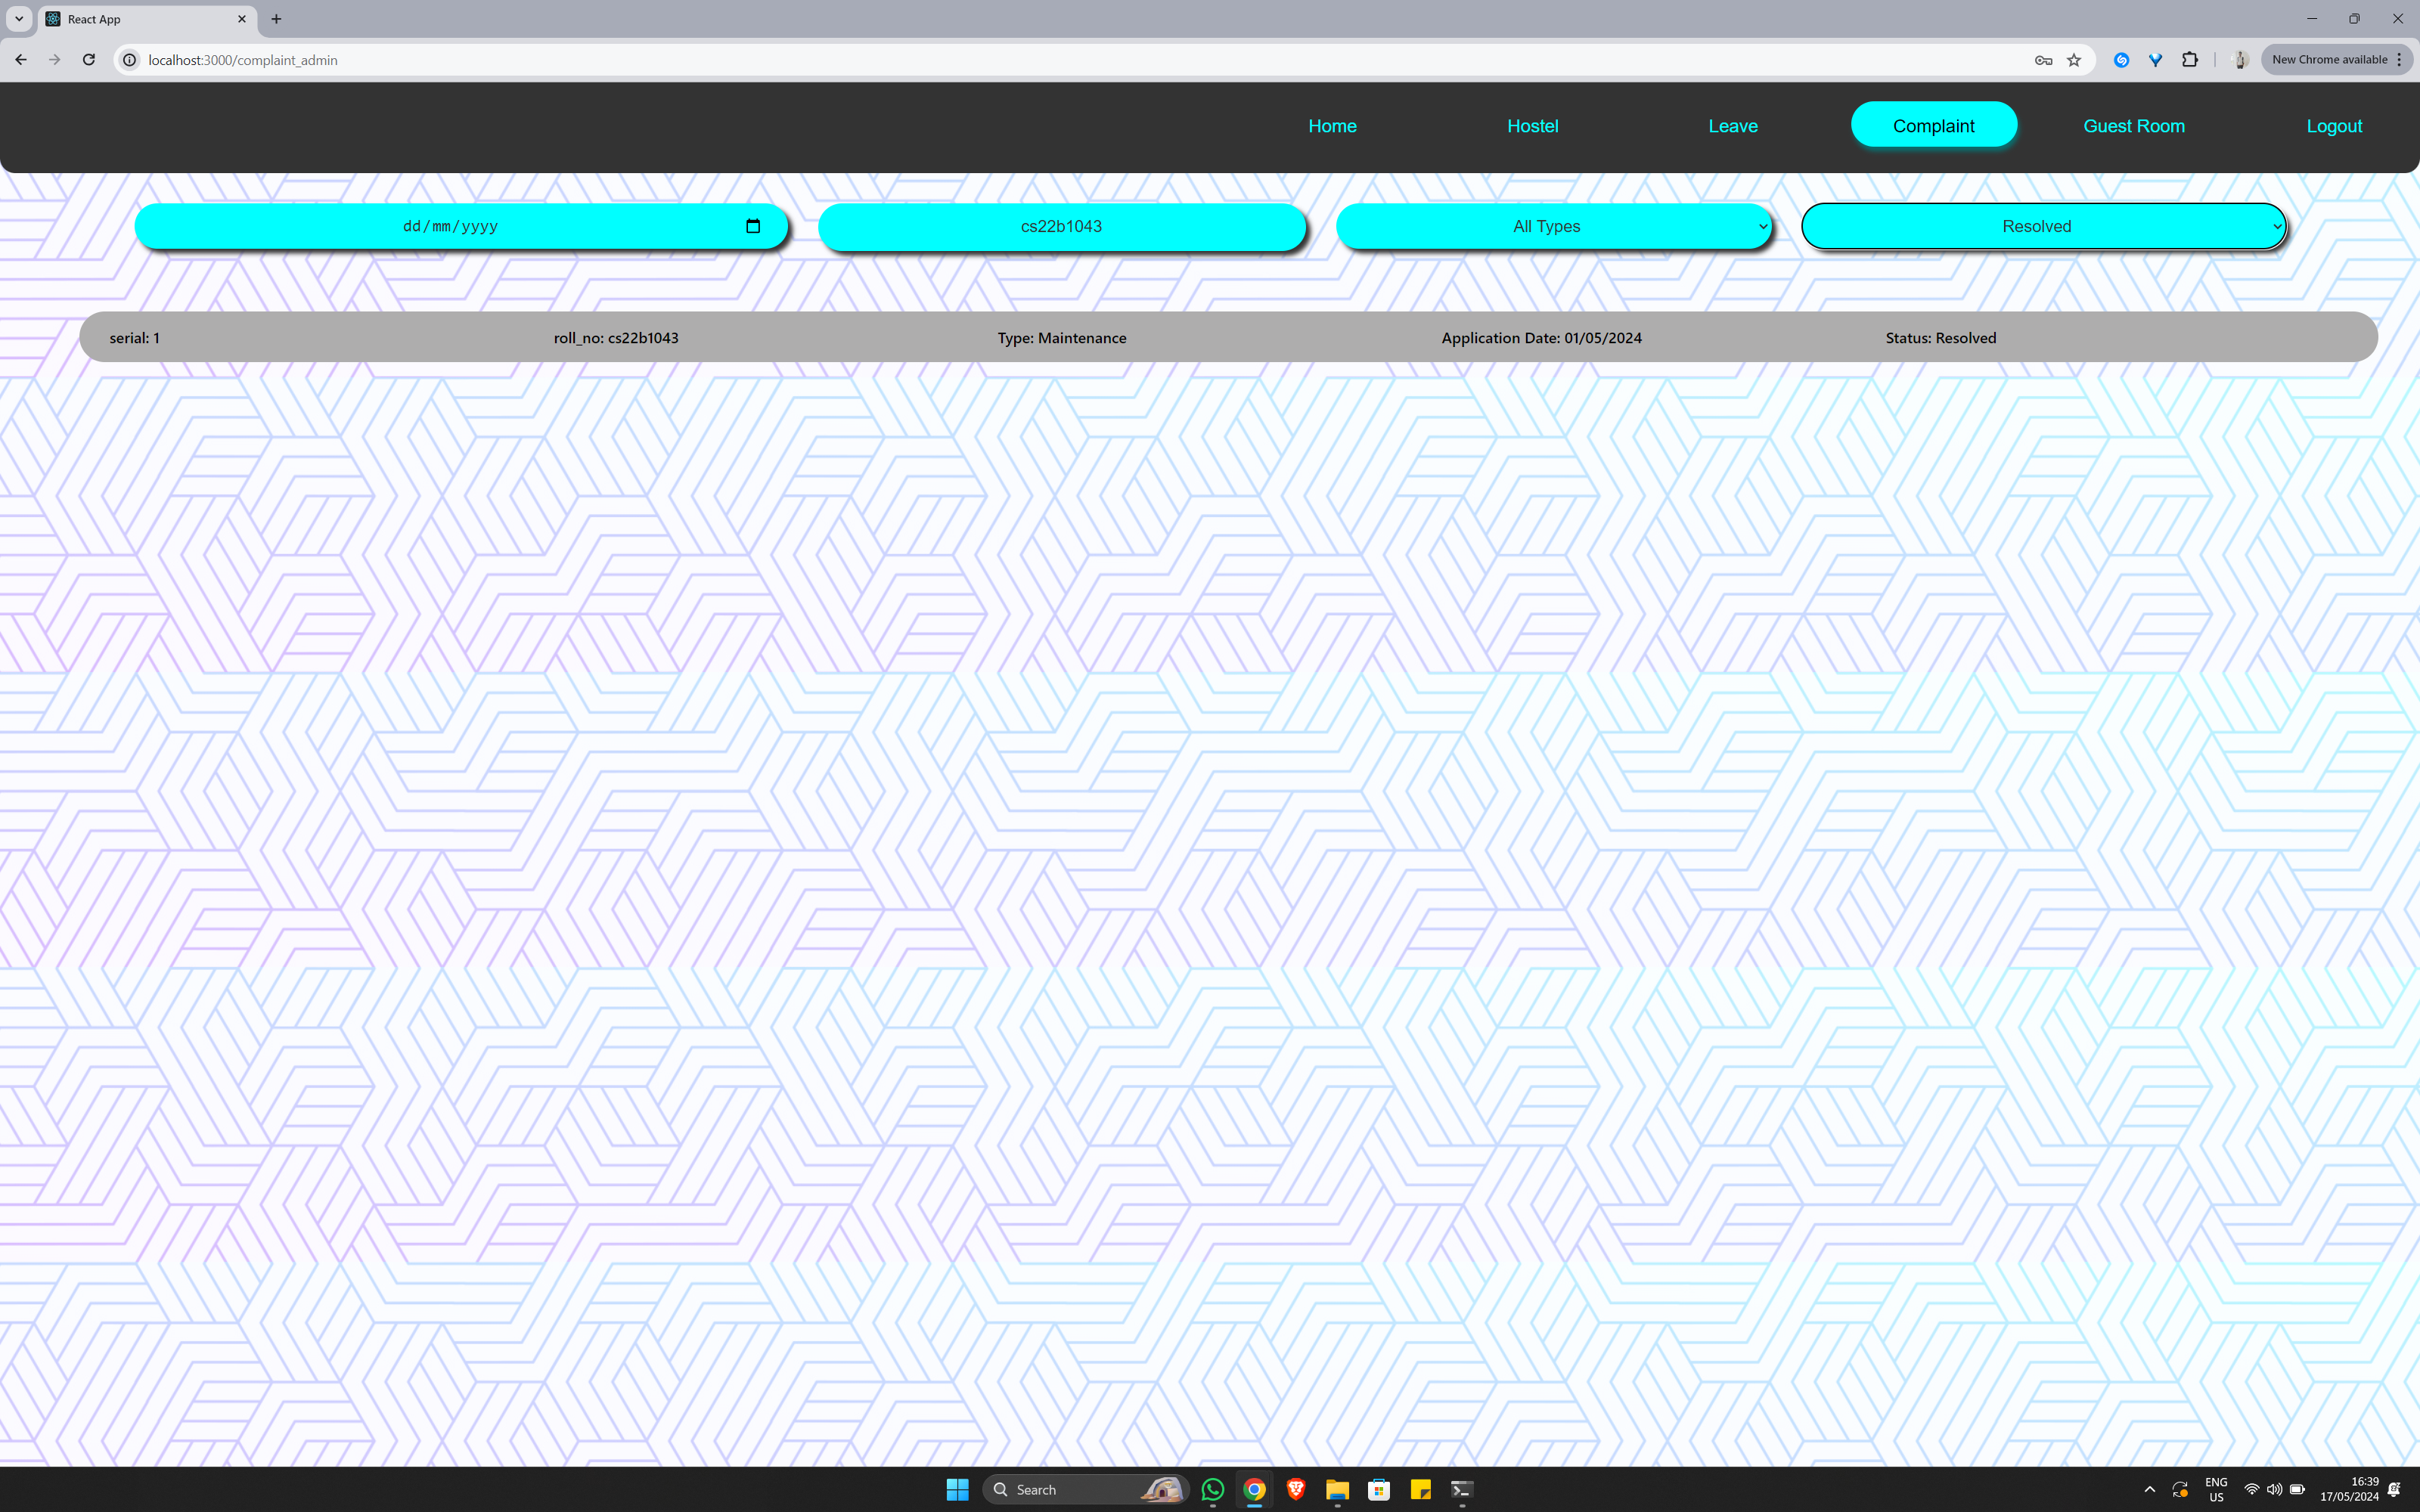 React App
localhost:3000/complaint_admin
New Chrome available
Home
Hostel
Leave
Complaint
Guest Room
Logout
dd/mm/yyyy
cs22b1043
All Types
Resolved
serial: 1
roll_no: cs22b1043
Type: Maintenance
Application Date: 01/05/2024
Status: Resolved
Search
ENG
US
16:39
17/05/2024